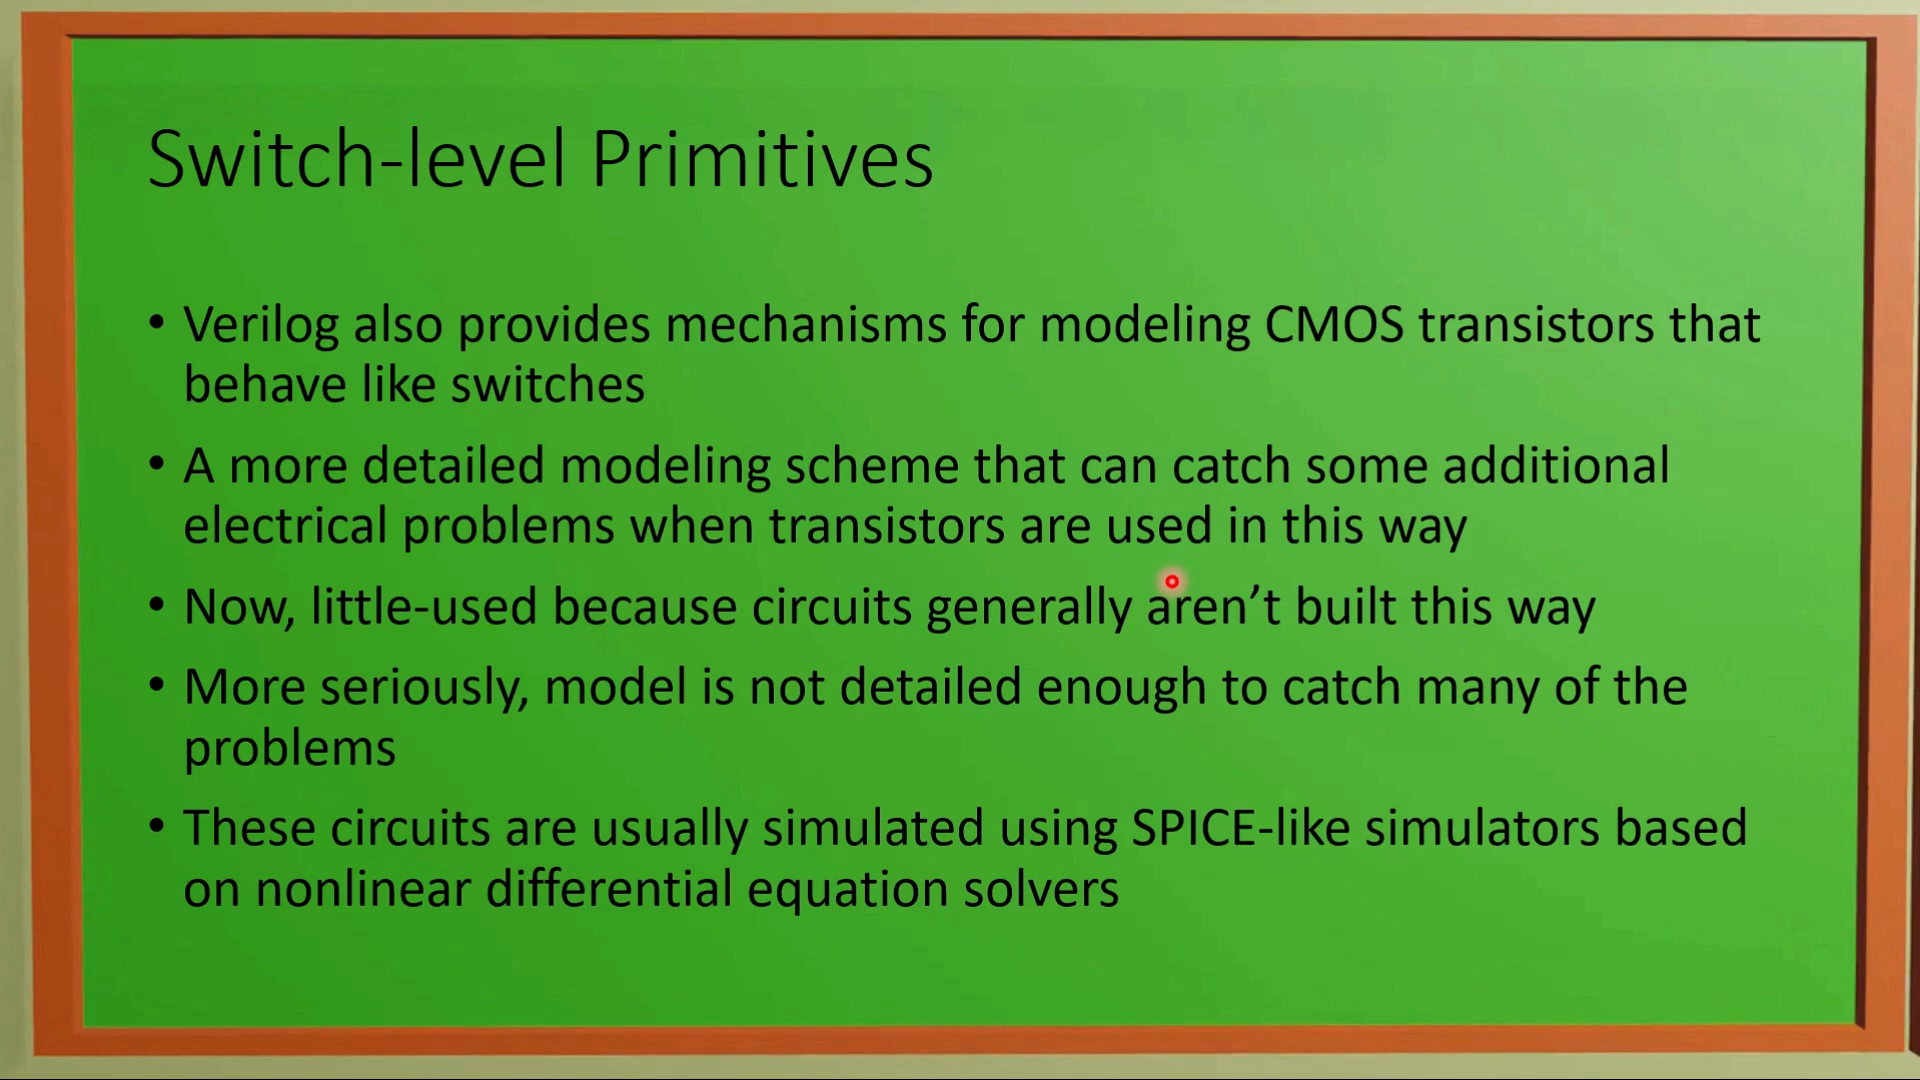 Switch-level Primitives
• Verilog also provides mechanisms for modeling CMOS transistors that
behave like switches
• A more detailed modeling scheme that can catch some additional
electrical problems when transistors are used in this way
• Now, little-used because circuits generally aren’t built this way
• More seriously, model is not detailed enough to catch many of the
problems
• These circuits are usually simulated using SPICE-like simulators based
on nonlinear differential equation solvers